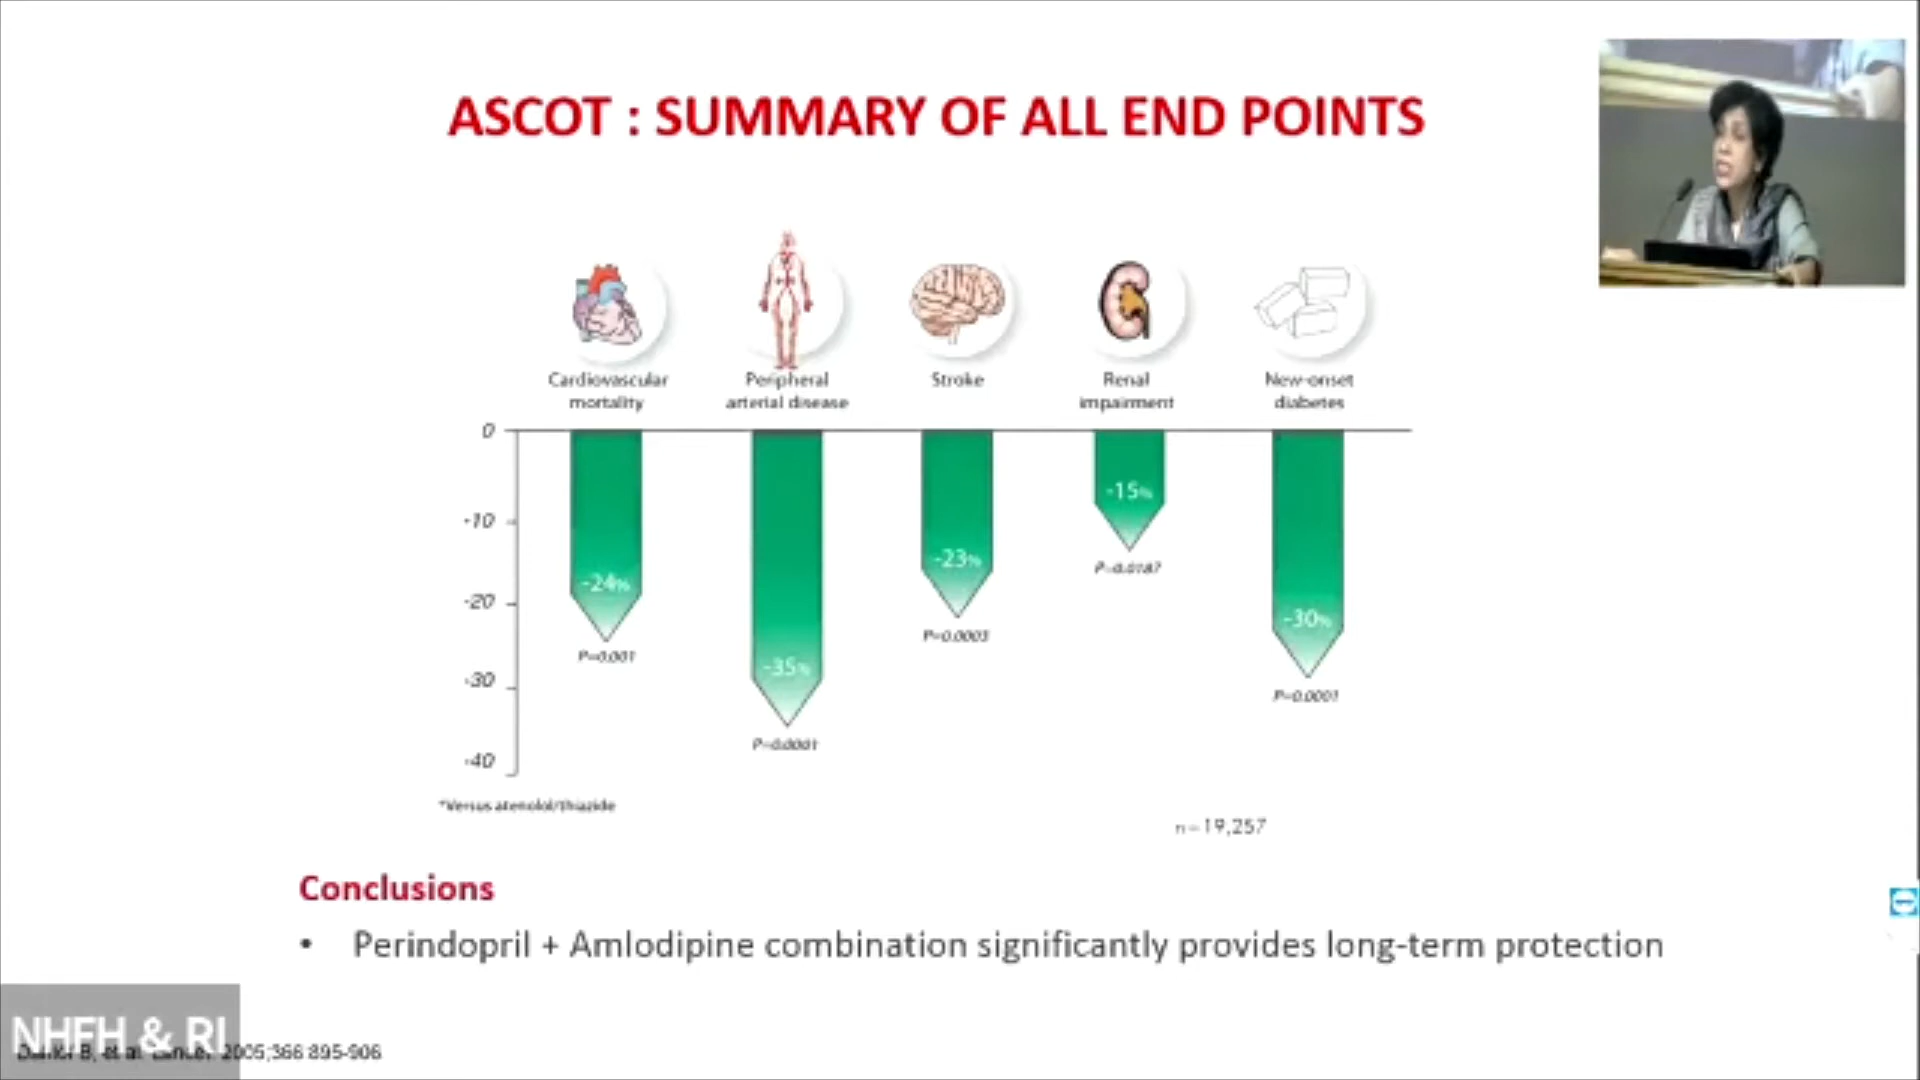 ASCOT : SUMMARY OF ALL END POINTS
Cardiovascular mortality
Peripheral arterial disease
Stroke
Renal impairment
New-onset diabetes
0
-10
-20
-30
-40
-24%
-35%
-23%
-15%
-30%
P=0.001
P=0.0001
P=0.0003
P=0.0187
P=0.0001
*Versus atenolol/thiazide
n=19,257
Conclusions
• Perindopril + Amlodipine combination significantly provides long-term protection
NHFH & RI
B, et al. Lancet 2005;366:895-906